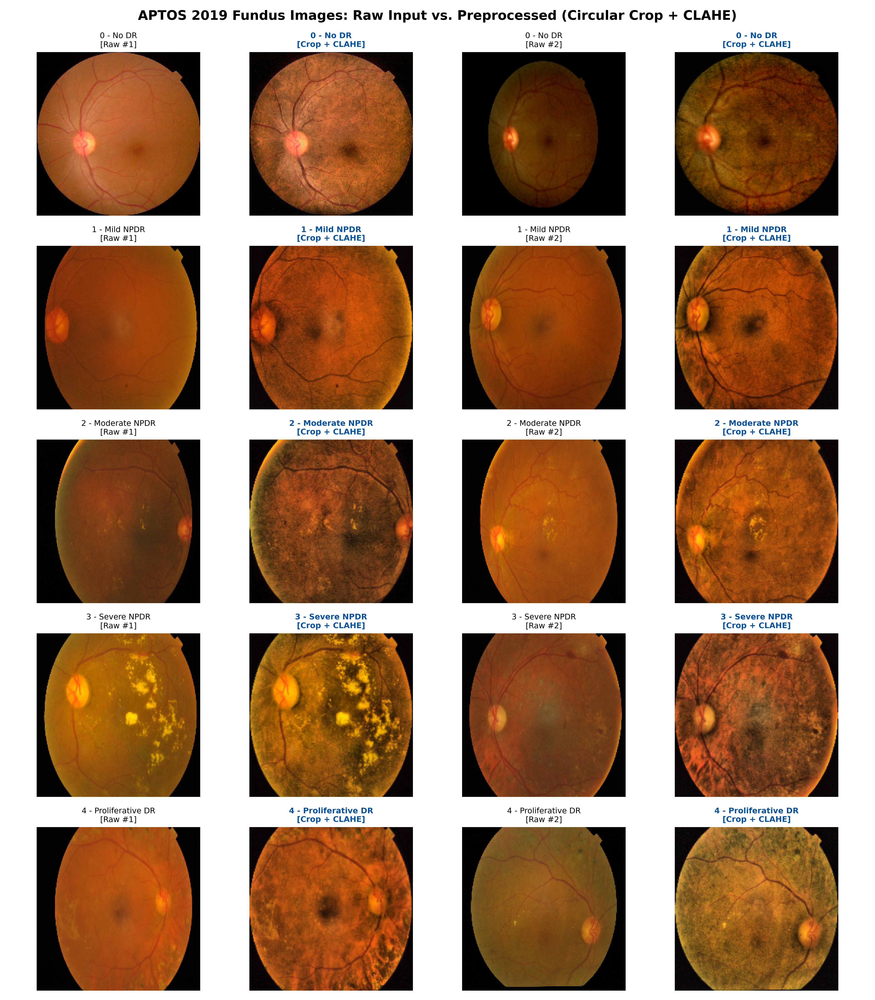 APTOS 2019 Fundus Images: Raw Input vs. Preprocessed (Circular Crop + CLAHE)
0 - No DR
[Raw #1]
0 - No DR
[Crop + CLAHE]
0 - No DR
[Raw #2]
0 - No DR
[Crop + CLAHE]
1 - Mild NPDR
[Raw #1]
1 - Mild NPDR
[Crop + CLAHE]
1 - Mild NPDR
[Raw #2]
1 - Mild NPDR
[Crop + CLAHE]
2 - Moderate NPDR
[Raw #1]
2 - Moderate NPDR
[Crop + CLAHE]
2 - Moderate NPDR
[Raw #2]
2 - Moderate NPDR
[Crop + CLAHE]
3 - Severe NPDR
[Raw #1]
3 - Severe NPDR
[Crop + CLAHE]
3 - Severe NPDR
[Raw #2]
3 - Severe NPDR
[Crop + CLAHE]
4 - Proliferative DR
[Raw #1]
4 - Proliferative DR
[Crop + CLAHE]
4 - Proliferative DR
[Raw #2]
4 - Proliferative DR
[Crop + CLAHE]